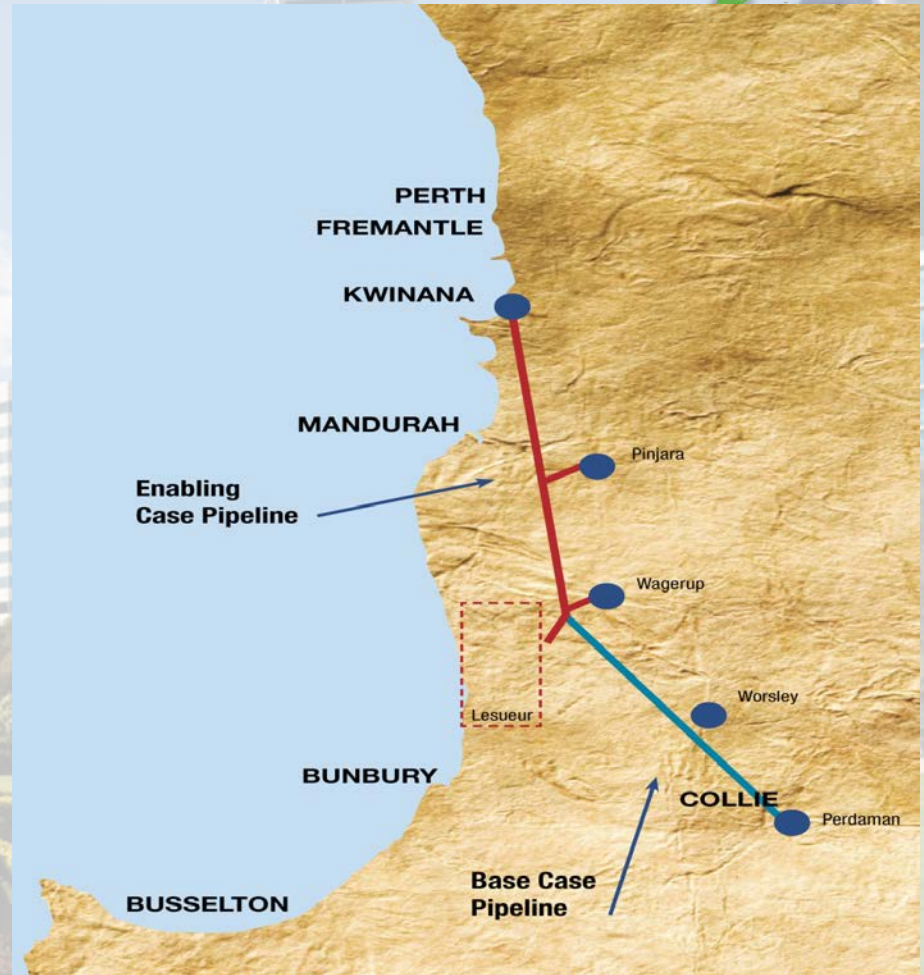 PERTH
FREMANTLE
KWINANA
MANDURAH
Pinjara
Enabling
Case Pipeline
Wagerup
Worsley
Lesueur
BUNBURY
COLLIE
Perdaman
Base Case
Pipeline
BUSSELTON